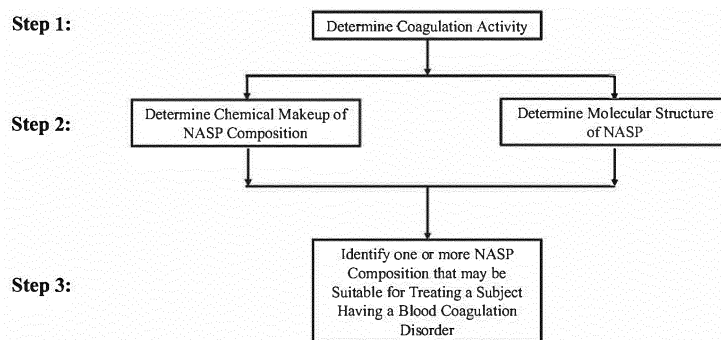 Step 1:
Determine Coagulation Activity
Step 2:
Determine Chemical Makeup of
NASP Composition
Determine Molecular Structure
of NASP
Step 3:
Identify one or more NASP
Composition that may be
Suitable for Treating a Subject
Having a Blood Coagulation
Disorder